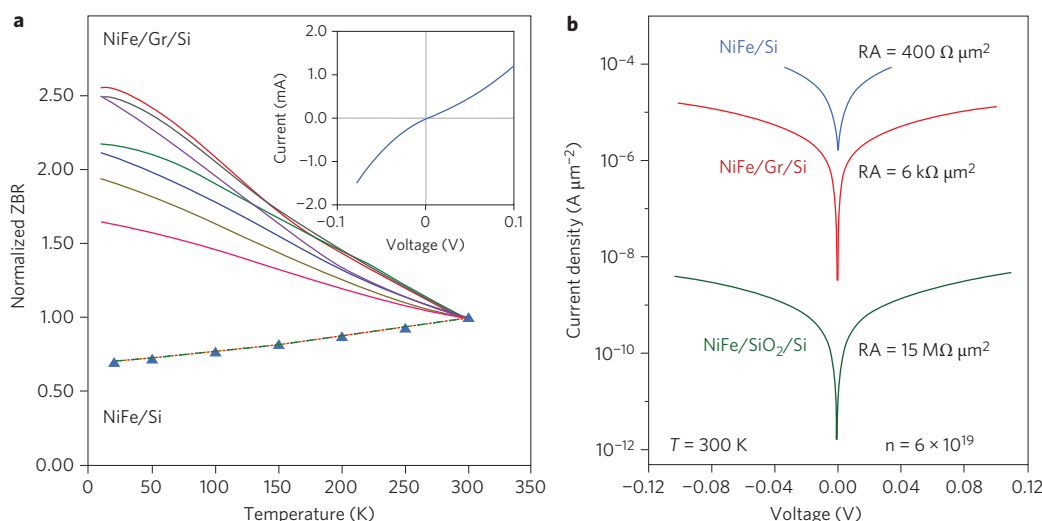 a
NiFe/Gr/Si
Normalized ZBR
2.50
2.00
1.50
1.00
0.50
0.00
NiFe/Si
0
50
100
150
200
250
300
350
Temperature (K)
2.0
1.0
0.0
−1.0
−2.0
Current (mA)
−0.1
0
0.1
Voltage (V)
b
NiFe/Si
RA = 400 Ω μm²
NiFe/Gr/Si
RA = 6 kΩ μm²
NiFe/SiO₂/Si
RA = 15 MΩ μm²
T = 300 K
n = 6 × 10¹⁹
Current density (A μm⁻²)
10⁻⁴
10⁻⁶
10⁻⁸
10⁻¹⁰
10⁻¹²
−0.12
−0.08
−0.04
0.00
0.04
0.08
0.12
Voltage (V)